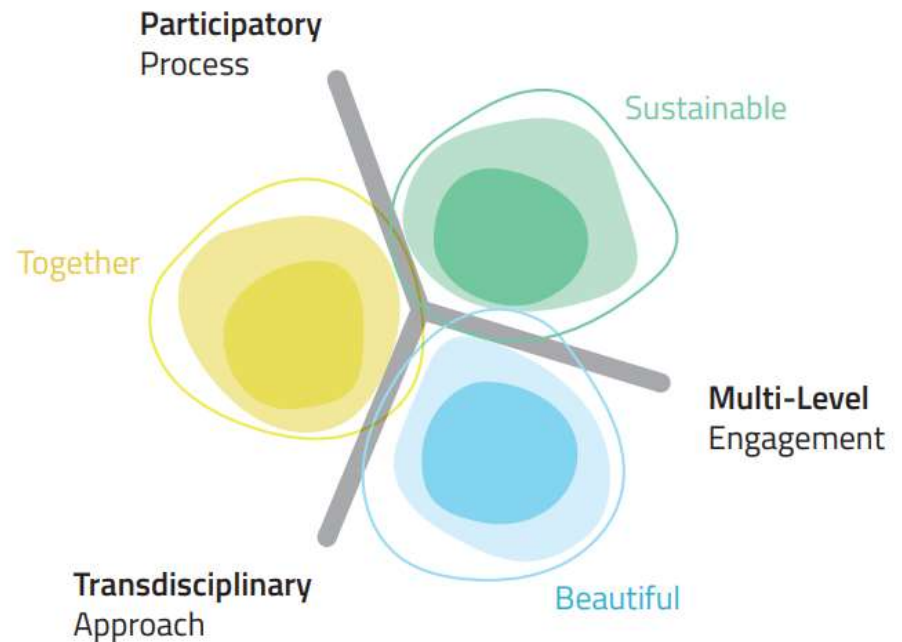 Participatory
Process
Sustainable
Together
Multi-Level
Engagement
Transdisciplinary
Approach
Beautiful